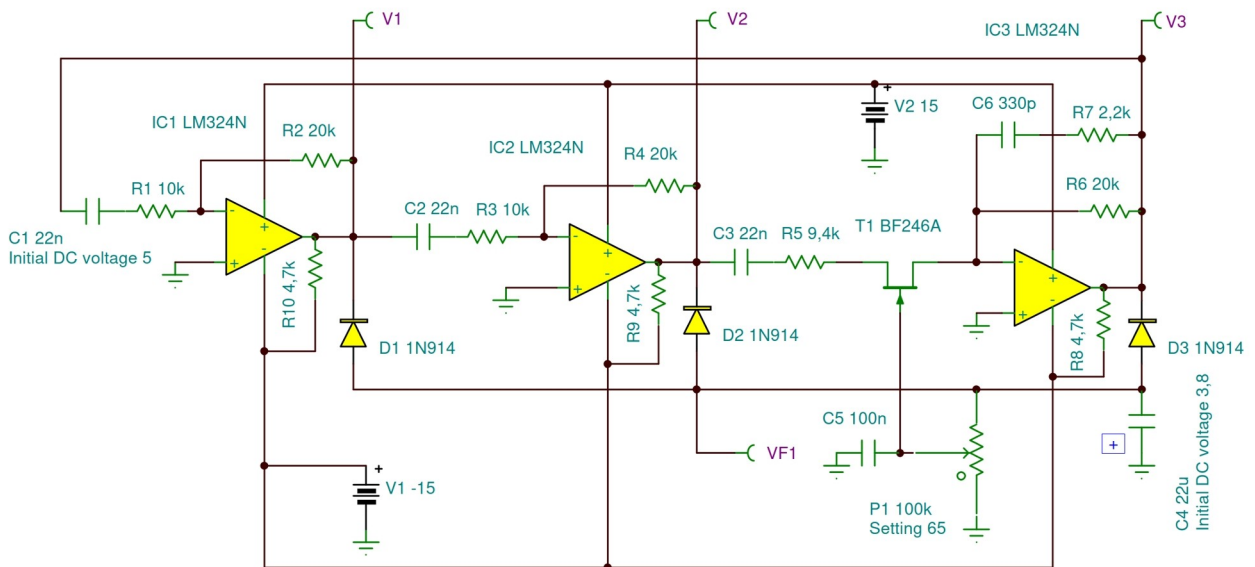 V1
V2
V3
IC3 LM324N
+
V2 15
C6 330p
R7 2,2k
IC1 LM324N
R2 20k
IC2 LM324N
R4 20k
R1 10k
R6 20k
C2 22n
R3 10k
C3 22n
R5 9,4k
T1 BF246A
C1 22n
Initial DC voltage 5
-
+
-
+
-
+
-
+
-
+
-
+
R10 4,7k
R9 4,7k
R8 4,7k
D1 1N914
D2 1N914
D3 1N914
C5 100n
+
C4 22u
Initial DC voltage 3,8
VF1
+
V1 -15
P1 100k
Setting 65